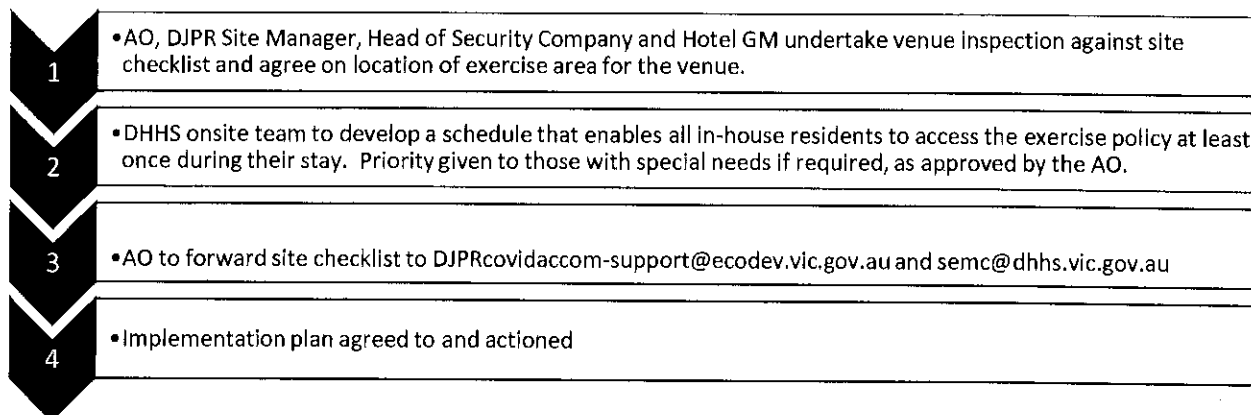 1
•AO, DJPR Site Manager, Head of Security Company and Hotel GM undertake venue inspection against site
checklist and agree on location of exercise area for the venue.
2
•DHHS onsite team to develop a schedule that enables all in-house residents to access the exercise policy at least
once during their stay.  Priority given to those with special needs if required, as approved by the AO.
3
•AO to forward site checklist to DJPRcovidaccom-support@ecodev.vic.gov.au and semc@dhhs.vic.gov.au
4
•Implementation plan agreed to and actioned